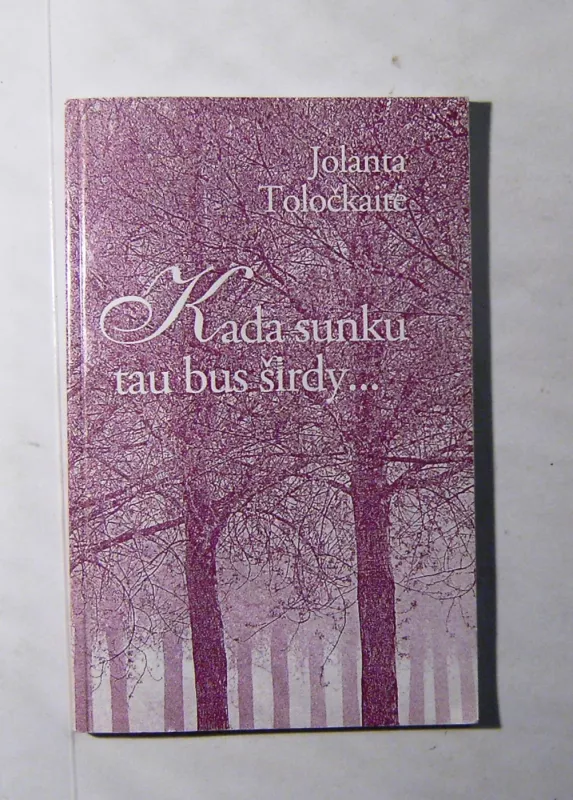 Jolanta
Toločkaitė
Kada sunku
tau bus širdy...